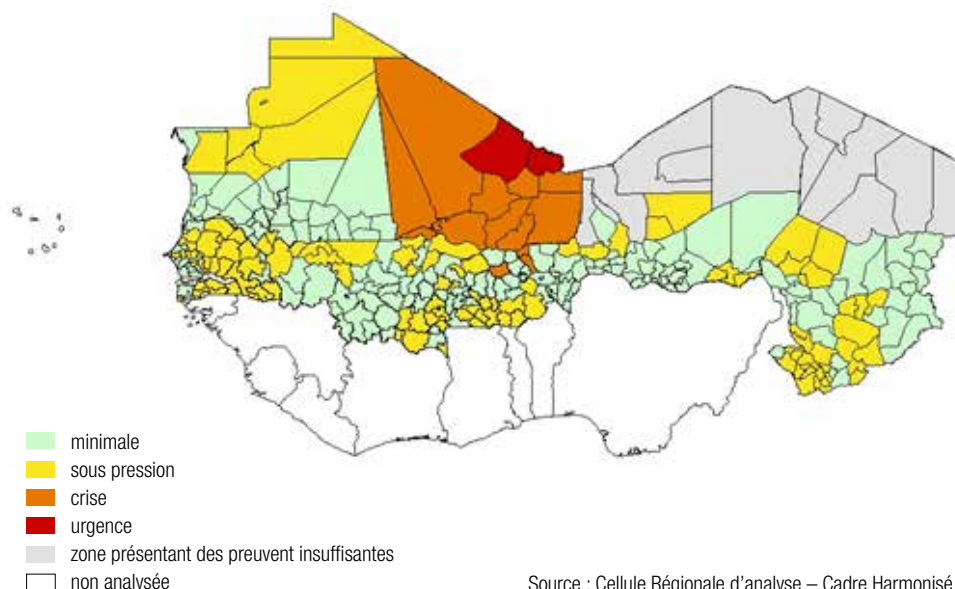 minimale
sous pression
crise
urgence
zone présentant des preuvent insuffisantes
non analysée
Source : Cellule Régionale d’analyse – Cadre Harmonisé